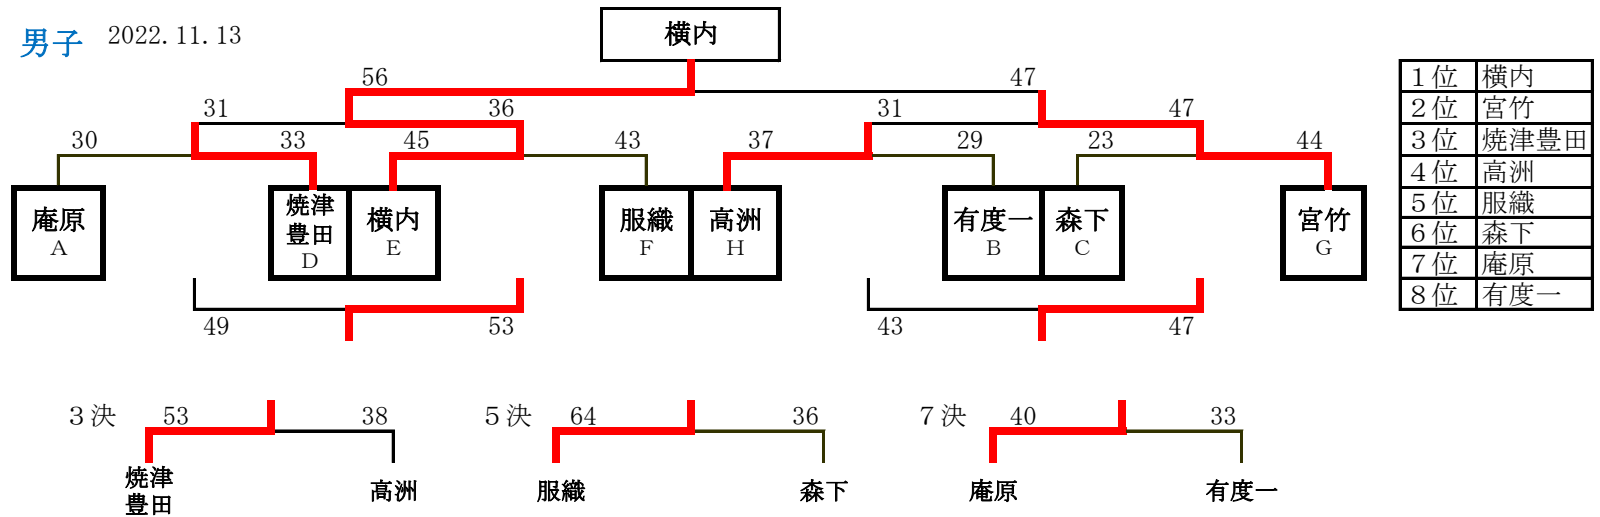 男子 2022.11.13
横内
56 47
31 36 31 47
30 33 45 43 37 29 23 44
庵原 焼津豊田 横内 服織 高洲 有度一 森下 宮竹
A D E F H B C G
49 53 43 47
3決 53 38 5決 64 36 7決 40 33
焼津豊田 高洲 服織 森下 庵原 有度一
1位 横内
2位 宮竹
3位 焼津豊田
4位 高洲
5位 服織
6位 森下
7位 庵原
8位 有度一